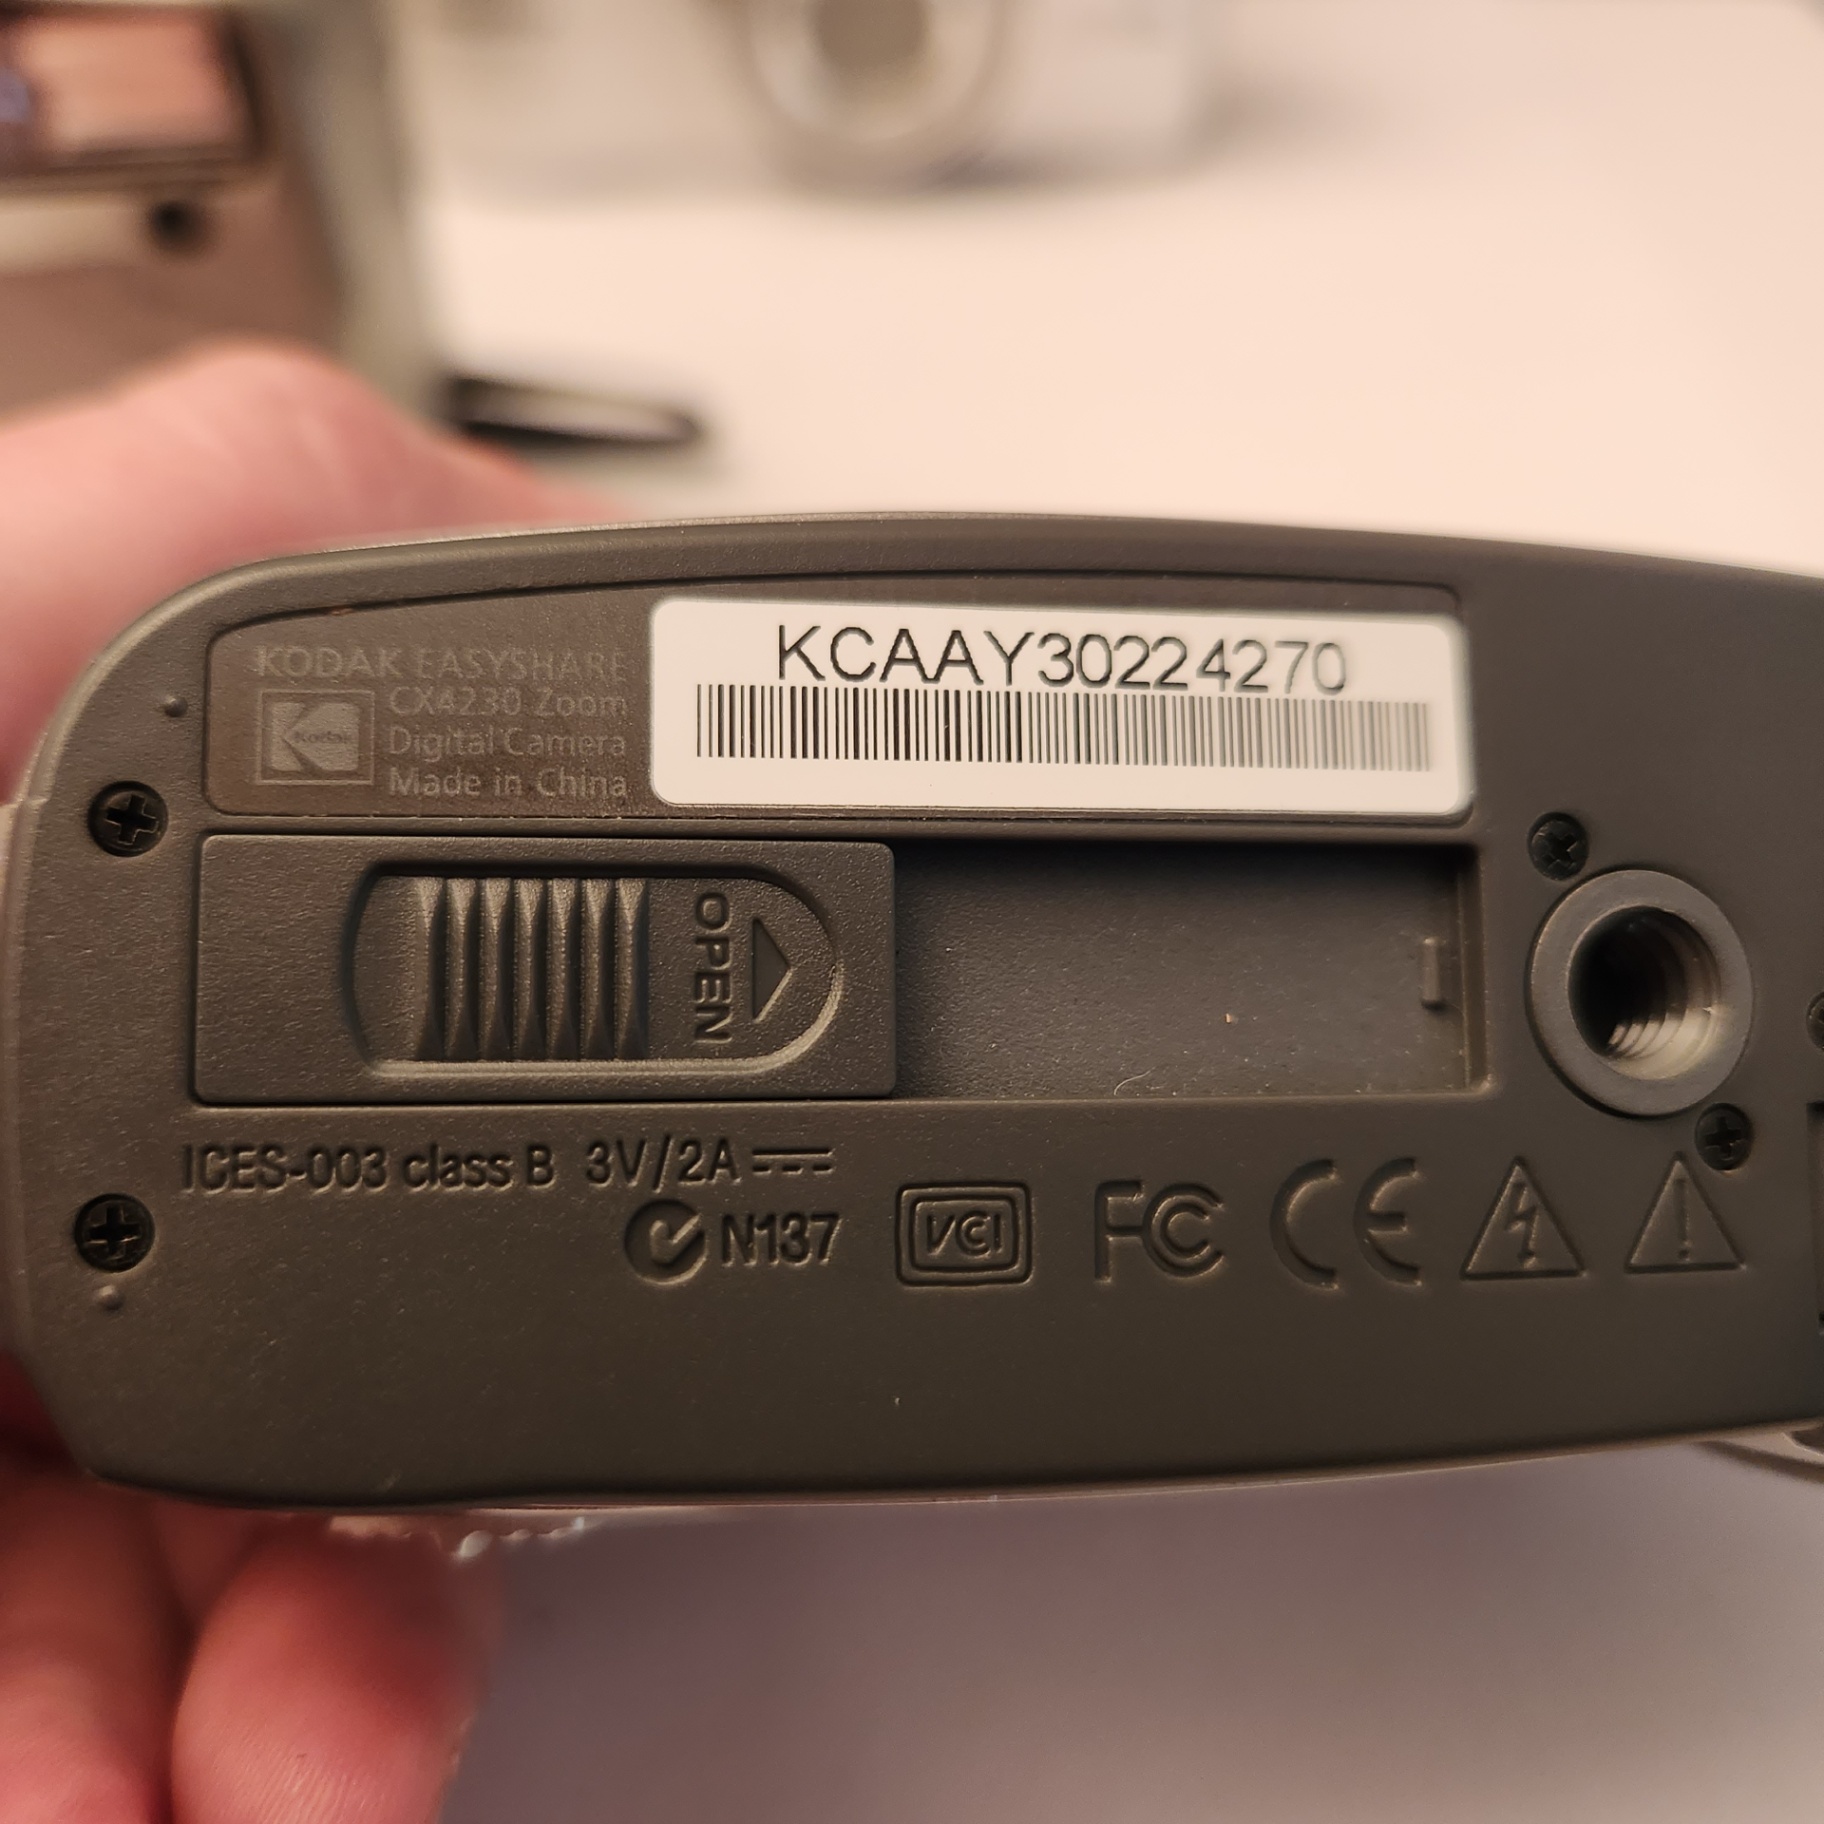 KCAAY30224270
KODAK EASYSHARE
CX4230 Zoom
Kodak
Digital Camera
Made in China
OPEN
ICES-003 class B 3V/2A
N137
VCI
FC CE